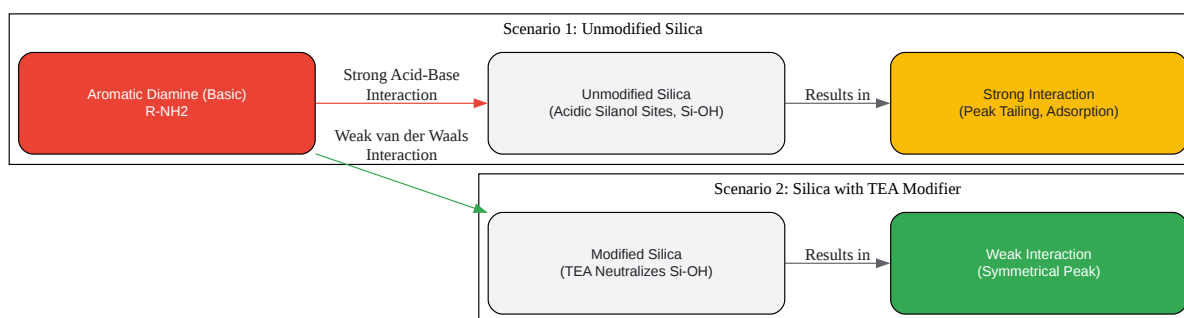 Scenario 1: Unmodified Silica
Aromatic Diamine (Basic)
R-NH2
Strong Acid-Base
Interaction
Unmodified Silica
(Acidic Silanol Sites, Si-OH)
Results in
Strong Interaction
(Peak Tailing, Adsorption)
Weak van der Waals
Interaction
Scenario 2: Silica with TEA Modifier
Modified Silica
(TEA Neutralizes Si-OH)
Results in
Weak Interaction
(Symmetrical Peak)